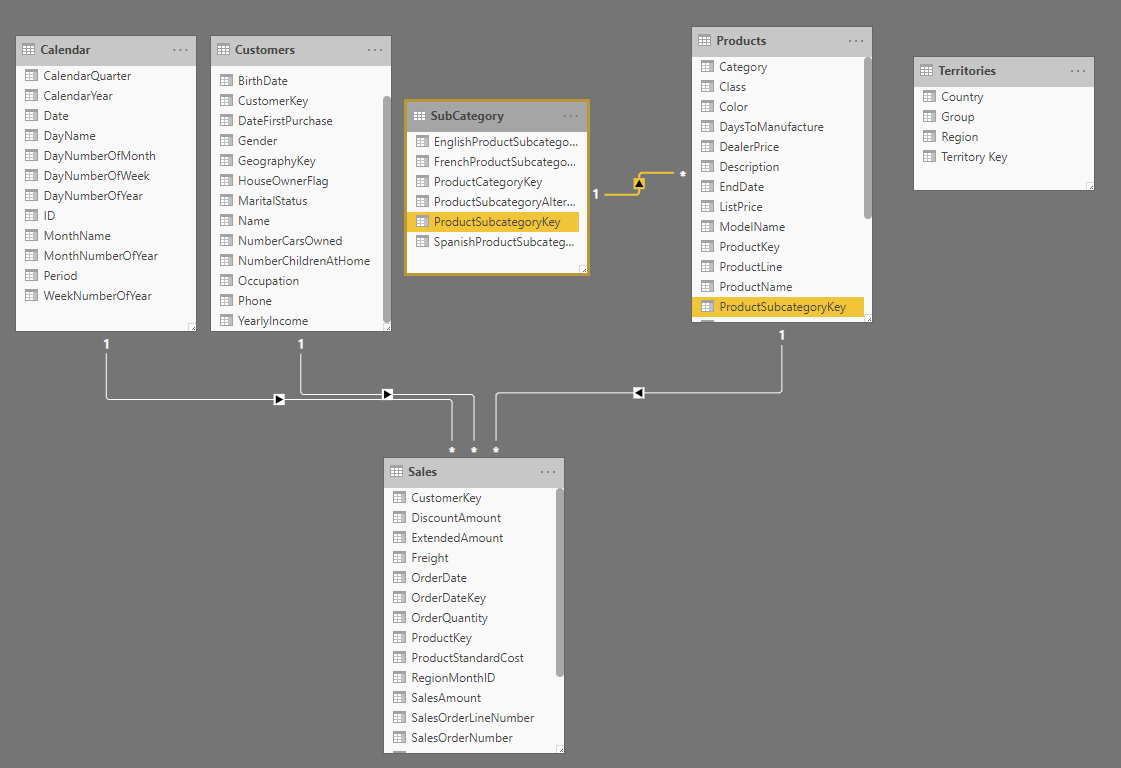 Calendar
CalendarQuarter
CalendarYear
Date
DayName
DayNumberOfMonth
DayNumberOfWeek
DayNumberOfYear
ID
MonthName
MonthNumberOfYear
Period
WeekNumberOfYear
Customers
BirthDate
CustomerKey
DateFirstPurchase
Gender
GeographyKey
HouseOwnerFlag
MaritalStatus
Name
NumberCarsOwned
NumberChildrenAtHome
Occupation
Phone
YearlyIncome
SubCategory
EnglishProductSubcatego...
FrenchProductSubcatego...
ProductCategoryKey
ProductSubcategoryAlter...
ProductSubcategoryKey
SpanishProductSubcateg...
1
*
Products
Category
Class
Color
DaysToManufacture
DealerPrice
Description
EndDate
ListPrice
ModelName
ProductKey
ProductLine
ProductName
ProductSubcategoryKey
Territories
Country
Group
Region
Territory Key
1
1
1
* * *
Sales
CustomerKey
DiscountAmount
ExtendedAmount
Freight
OrderDate
OrderDateKey
OrderQuantity
ProductKey
ProductStandardCost
RegionMonthID
SalesAmount
SalesOrderLineNumber
SalesOrderNumber